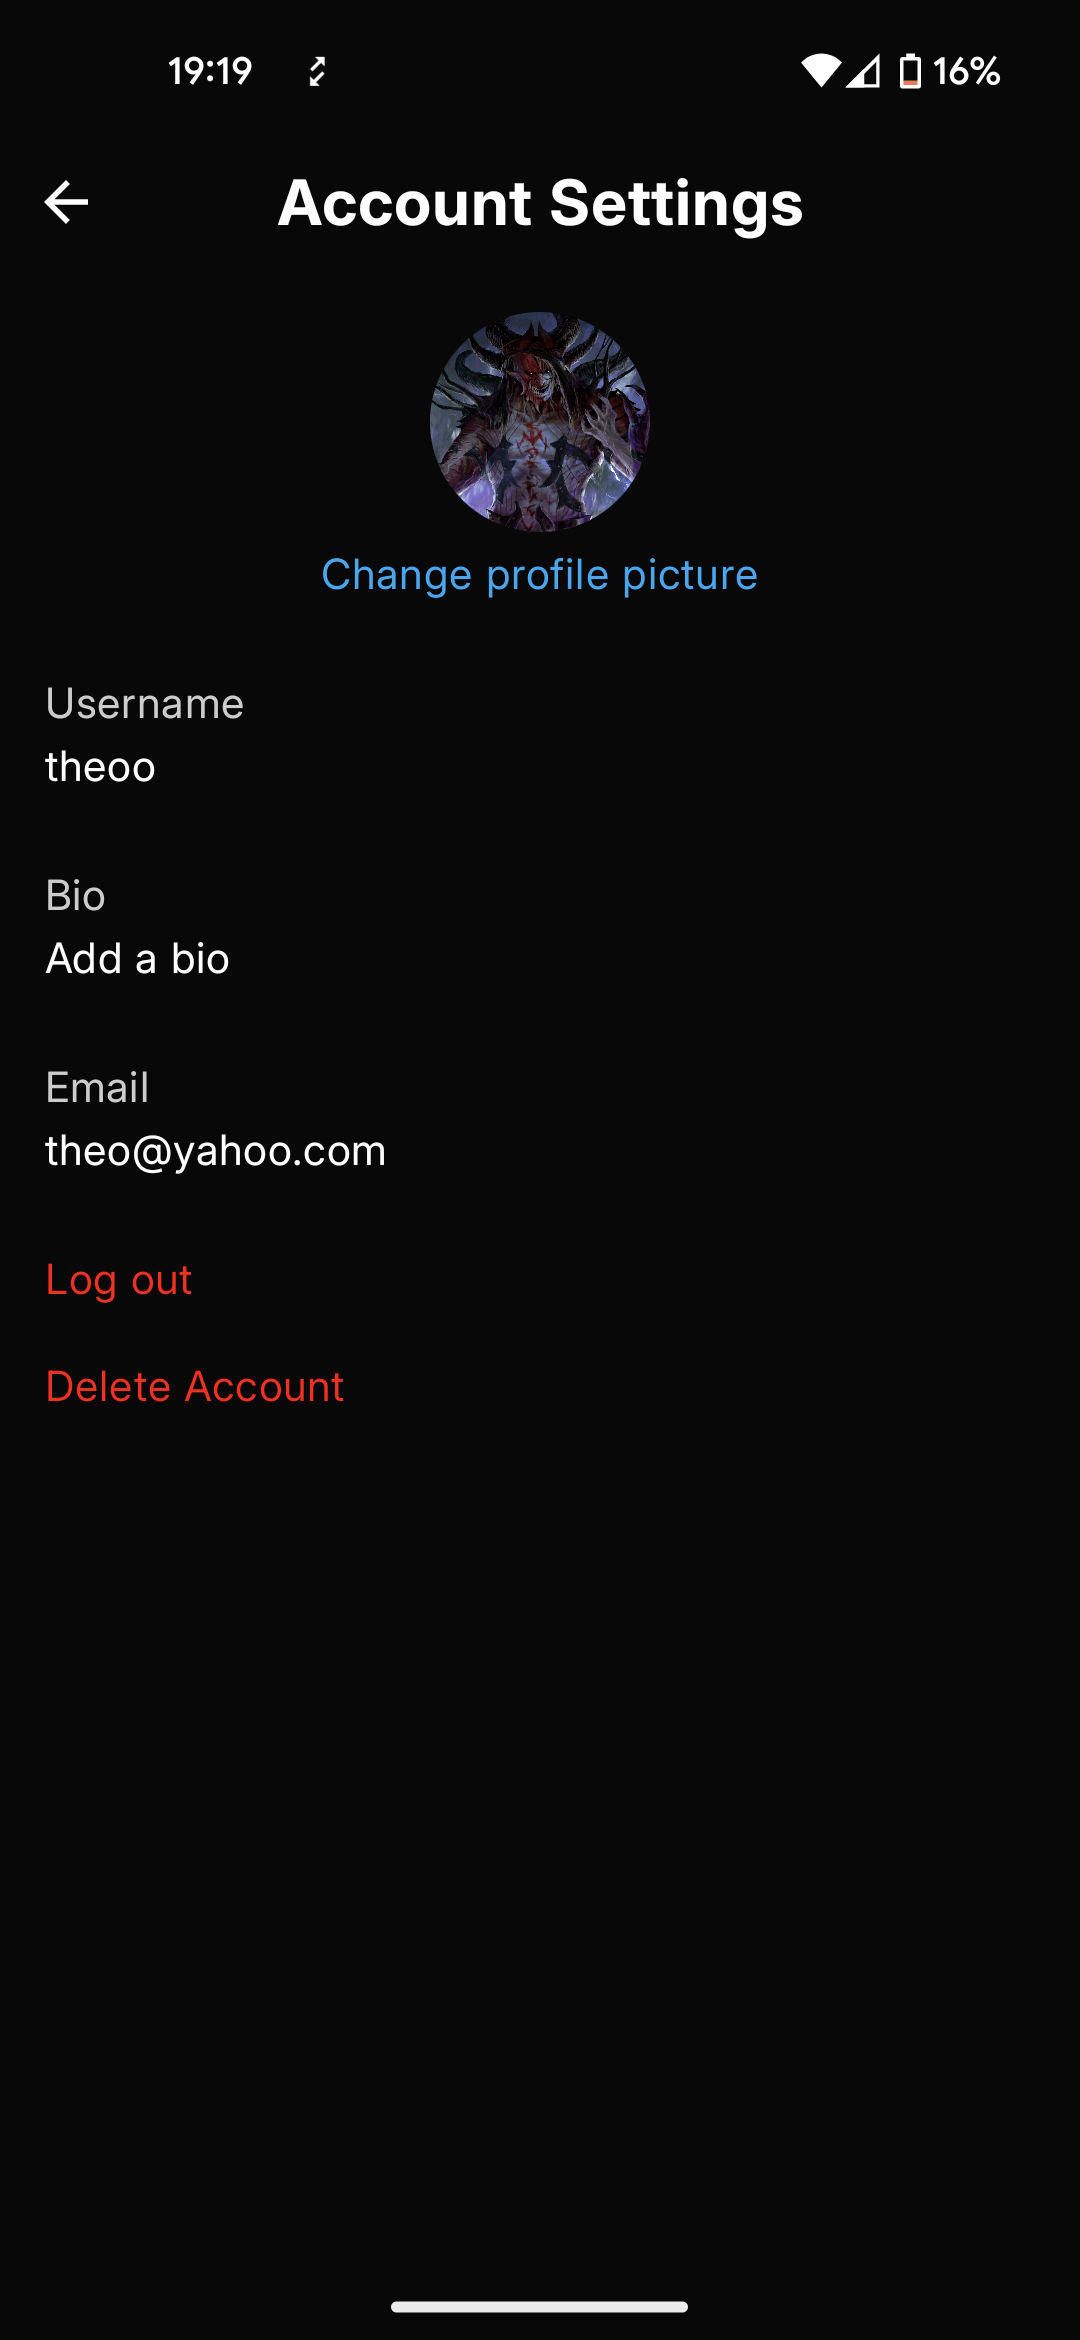 19:19 16%
Account Settings
Change profile picture
Username
theoo
Bio
Add a bio
Email
theo@yahoo.com
Log out
Delete Account